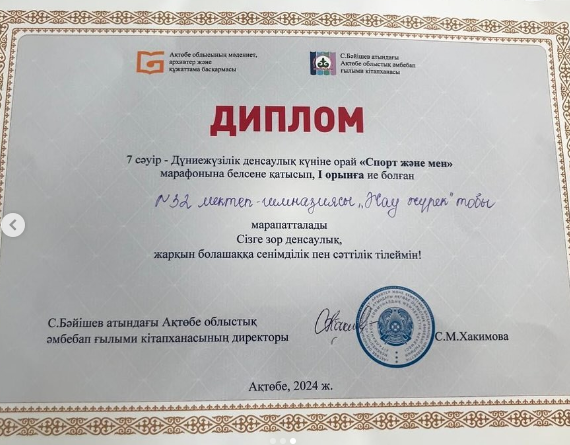 Ақтөбе облысының мәдениет,
архивтер және
құжаттама басқармасы
С.Бәйішев атындағы
Ақтөбе облыстық әмбебап
ғылыми кітапханасы
ДИПЛОМ
7 сәуір - Дүниежүзілік денсаулық күніне орай «Спорт және мен»
марафонына белсене қатысып, I орынға ие болған
№32 мектеп-гимназиясы „Жау жүрек" тобы
марапатталады
Сізге зор денсаулық,
жарқын болашаққа сенімділік пен сәттілік тілеймін!
С.Бәйішев атындағы Ақтөбе облыстық
әмбебап ғылыми кітапханасының директоры
С.М.Хакимова
Ақтөбе, 2024 ж.